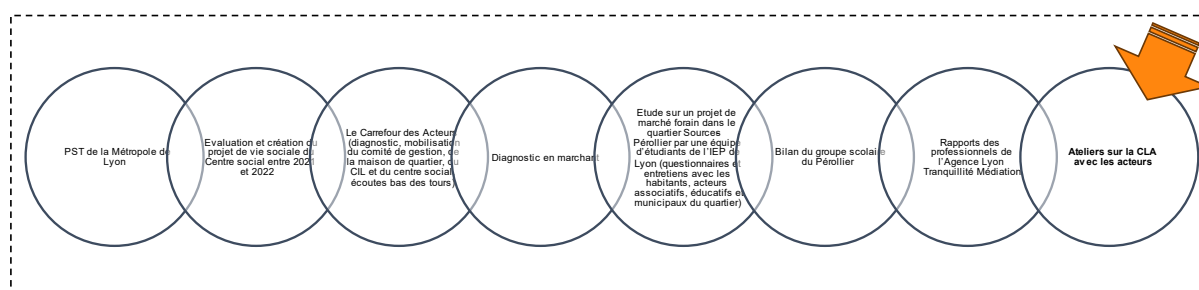 PST de la Métropole de
Lyon
Evaluation et création du
projet de vie sociale du
Centre social entre 2021
et 2022
Le Carrefour des Acteurs
(diagnostic, mobilisation
du comité de gestion, de
la maison de quartier, du
CIL et du centre social,
écoutes bas des tours)
Diagnostic en marchant
Etude sur un projet de
marché forain dans le
quartier Sources
Pérollier par une équipe
d'étudiants de l'IEP de
Lyon (questionnaires et
entretiens avec les
habitants, acteurs
associatifs, éducatifs et
municipaux du quartier)
Bilan du groupe scolaire
du Pérollier
Rapports des
professionnels de
l'Agence Lyon
Tranquillité Médiation
Ateliers sur la CLA
avec les acteurs